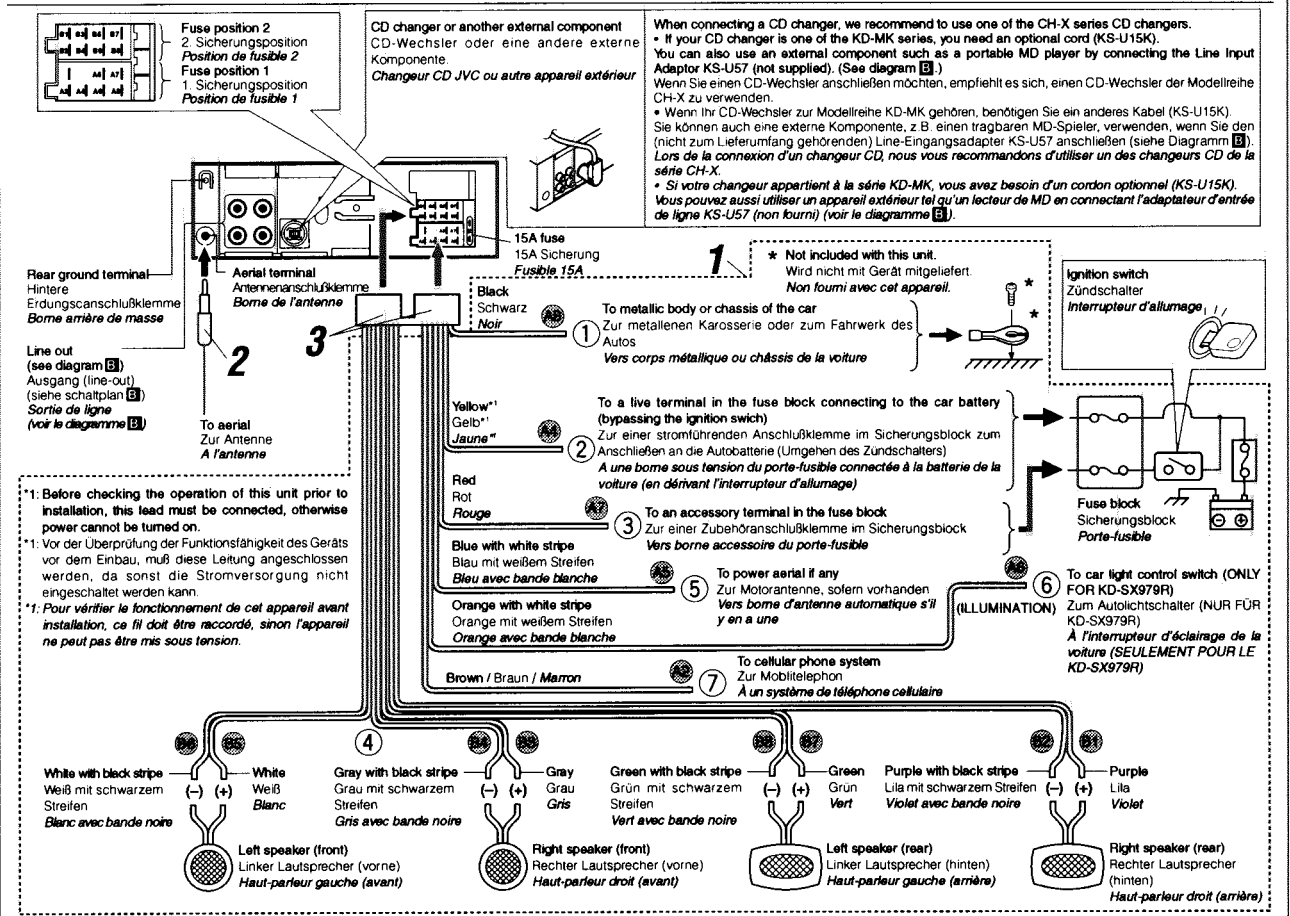 Fuse position 2
2. Sicherungsposition
Position de fusible 2
Fuse position 1
1. Sicherungsposition
Position de fusible 1
B1 B3 B5 B7
A8 A7
CD changer or another external component
CD-Wechsler oder eine andere externe
Komponente.
Changeur CD JVC ou autre appareil extérieur
When connecting a CD changer, we recommend to use one of the CH-X series CD changers.
• If your CD changer is one of the KD-MK series, you need an optional cord (KS-U15K).
You can also use an external component such as a portable MD player by connecting the Line Input
Adaptor KS-U57 (not supplied). (See diagram B.)
Wenn Sie einen CD-Wechsler anschließen möchten, empfiehlt es sich, einen CD-Wechsler der Modellreihe
CH-X zu verwenden.
• Wenn Ihr CD-Wechsler zur Modellreihe KD-MK gehören, benötigen Sie ein anderes Kabel (KS-U15K).
Sie können auch eine externe Komponente, z.B. einen tragbaren MD-Spieler, verwenden, wenn Sie den
(nicht zum Lieferumfang gehörenden) Line-Eingangsadapter KS-U57 anschließen (siehe Diagramm B).
Lors de la connexion d'un changeur CD, nous vous recommandons d'utiliser un des changeurs CD de la
série CH-X.
• Si votre changeur appartient à la série KD-MK, vous avez besoin d'un cordon optionnel (KS-U15K).
Vous pouvez aussi utiliser un appareil extérieur tel qu'un lecteur de MD en connectant l'adaptateur d'entrée
de ligne KS-U57 (non fourni) (voir le diagramme B).
15A fuse
15A Sicherung
Fusible 15A
Rear ground terminal
Hintere
Erdungscanschlußklemme
Borne arrière de masse
Aerial terminal
Antennenanschlußklemme
Borne de l'antenne
Line out
(see diagram B)
Ausgang (line-out)
(siehe schaltplan B)
Sortie de ligne
(voir le diagramme B)
2
To aerial
Zur Antenne
A l'antenne
3
1
* Not included with this unit.
Wird nicht mit Gerät mitgeliefert.
Non fourni avec cet appareil.
*
*
Ignition switch
Zündschalter
Interrupteur d'allumage
Black
Schwarz
Noir
A8
1
To metallic body or chassis of the car
Zur metallenen Karosserie oder zum Fahrwerk des
Autos
Vers corps métallique ou châssis de la voiture
Yellow*1
Gelb*1
Jaune*1
A4
2
To a live terminal in the fuse block connecting to the car battery
(bypassing the ignition swich)
Zur einer stromführenden Anschlußklemme im Sicherungsblock zum
Anschließen an die Autobatterie (Umgehen des Zündschalters)
A une borne sous tension du porte-fusible connectée à la batterie de la
voiture (en dérivant l'interrupteur d'allumage)
Fuse block
Sicherungsblock
Porte-fusible
Red
Rot
Rouge
A7
3
To an accessory terminal in the fuse block
Zur einer Zubehöranschlußklemme im Sicherungsblock
Vers borne accessoire du porte-fusible
*1: Before checking the operation of this unit prior to
installation, this lead must be connected, otherwise
power cannot be turned on.
*1: Vor der Überprüfung der Funktionsfähigkeit des Geräts
vor dem Einbau, muß diese Leitung angeschlossen
werden, da sonst die Stromversorgung nicht
eingeschaltet werden kann.
*1: Pour vérifier le fonctionnement de cet appareil avant
installation, ce fil doit être raccordé, sinon l'appareil
ne peut pas être mis sous tension.
Blue with white stripe
Blau mit weißem Streifen
Bleu avec bande blanche
A5
5
To power aerial if any
Zur Motorantenne, sofern vorhanden
Vers borne d'antenne automatique s'il
y en a une
Orange with white stripe
Orange mit weißem Streifen
Orange avec bande blanche
(ILLUMINATION)
A6
6
To car light control switch (ONLY
FOR KD-SX979R)
Zum Autolichtschalter (NUR FÜR
KD-SX979R)
À l'interrupteur d'éclairage de la
voiture (SEULEMENT POUR LE
KD-SX979R)
Brown / Braun / Marron
A2
7
To cellular phone system
Zur Moblitelephon
À un système de téléphone cellulaire
4
B6 B5
White with black stripe
Weiß mit schwarzem
Streifen
Blanc avec bande noire
(–) (+)
White
Weiß
Blanc
Left speaker (front)
Linker Lautsprecher (vorne)
Haut-parleur gauche (avant)
B4 B3
Gray with black stripe
Grau mit schwarzem
Streifen
Gris avec bande noire
(–) (+)
Gray
Grau
Gris
Right speaker (front)
Rechter Lautsprecher (vorne)
Haut-parleur droit (avant)
B8 B7
Green with black stripe
Grün mit schwarzem
Streifen
Vert avec bande noire
(–) (+)
Green
Grün
Vert
Left speaker (rear)
Linker Lautsprecher (hinten)
Haut-parleur gauche (arrière)
B2 B1
Purple with black stripe
Lila mit schwarzem Streifen
Violet avec bande noire
(–) (+)
Purple
Lila
Violet
Right speaker (rear)
Rechter Lautsprecher
(hinten)
Haut-parleur droit (arrière)